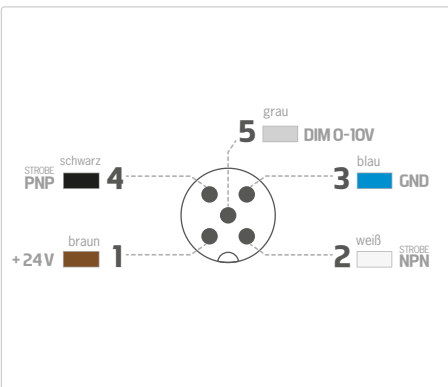 grau
5 DIM 0-10V
schwarz
STROBE
PNP 4
blau
3 GND
braun
+24V 1
weiß
2 STROBE
NPN